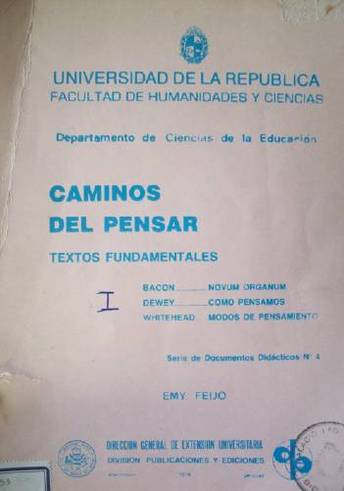 UNIVERSIDAD DE LA REPUBLICA
FACULTAD DE HUMANIDADES Y CIENCIAS
Departamento de Ciencias de la Educación
CAMINOS
DEL PENSAR
TEXTOS FUNDAMENTALES
I
BACON NOVUM ORGANUM
DEWEY COMO PENSAMOS
WHITEHEAD MODOS DE PENSAMIENTO
Serie de Documentos Didácticos Nº 4
EMY FEIJO
DIRECCION GENERAL DE EXTENSION UNIVERSITARIA
DIVISION PUBLICACIONES Y EDICIONES